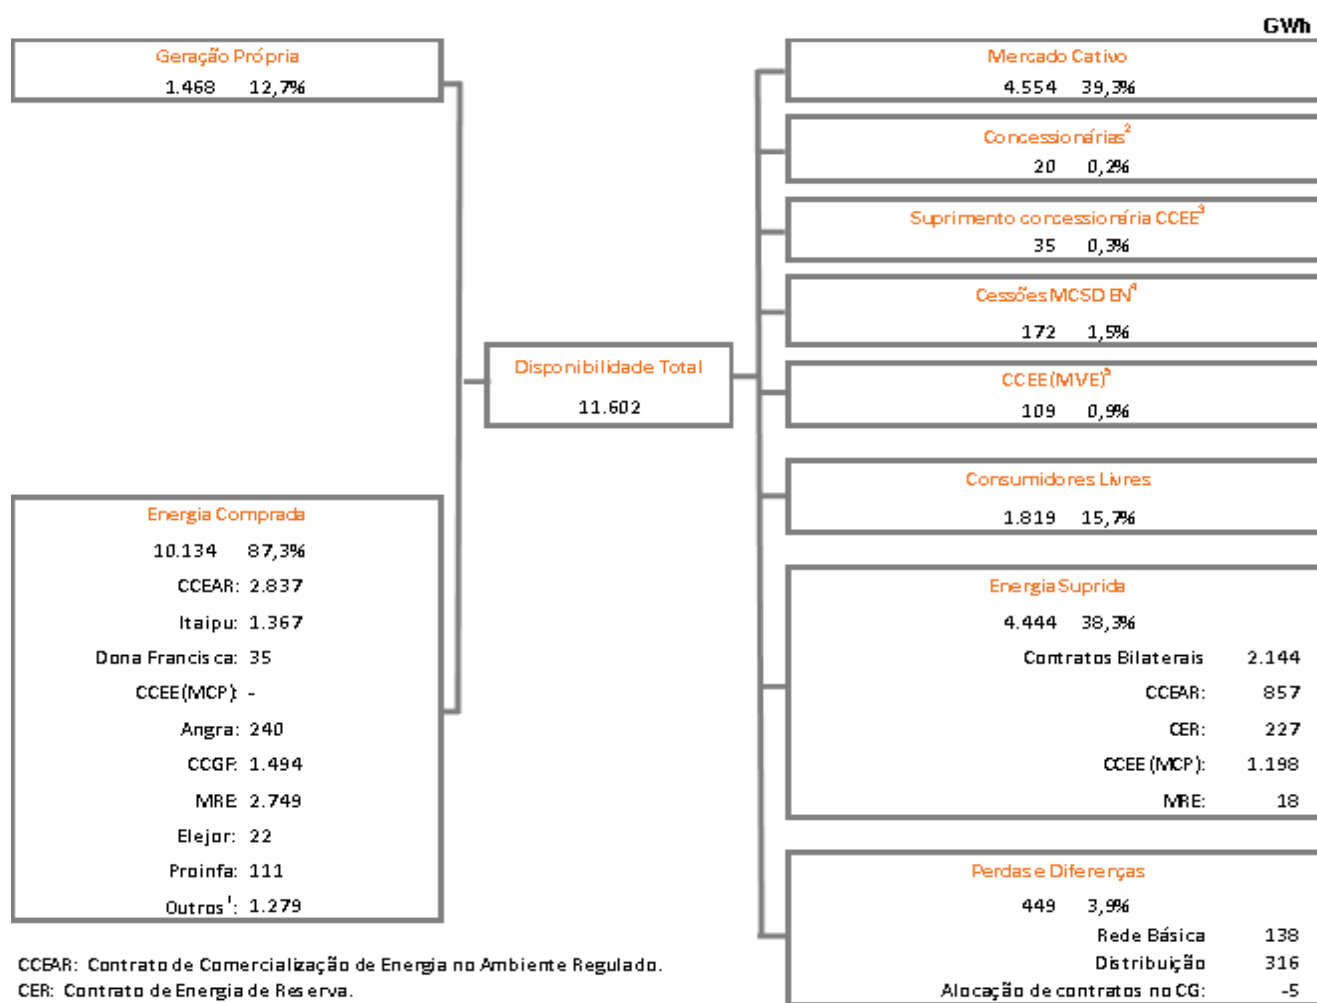 GWh
Geração Própria
1.468 12,7%
Energia Comprada
10.134 87,3%
CCEAR: 2.837
Itaipu: 1.367
Dona Francisca: 35
CCEE (MCP): -
Angra: 240
CCGF: 1.494
MRE: 2.749
Elejor: 22
Proinfa: 111
Outros¹: 1.279
Disponibilidade Total
11.602
Mercado Cativo
4.554 39,3%
Concessionárias²
20 0,2%
Suprimento concessionária CCEE³
35 0,3%
Cessões MCSD EN⁴
172 1,5%
CCEE (MVE)⁵
109 0,9%
Consumidores Livres
1.819 15,7%
Energia Suprida
4.444 38,3%
Contratos Bilaterais 2.144
CCEAR: 857
CER: 227
CCEE (MCP): 1.198
MRE: 18
Perdas e Diferenças
449 3,9%
Rede Básica 138
Distribuição 316
Alocação de contratos no CG: -5
CCEAR: Contrato de Comercialização de Energia no Ambiente Regulado.
CER: Contrato de Energia de Reserva.